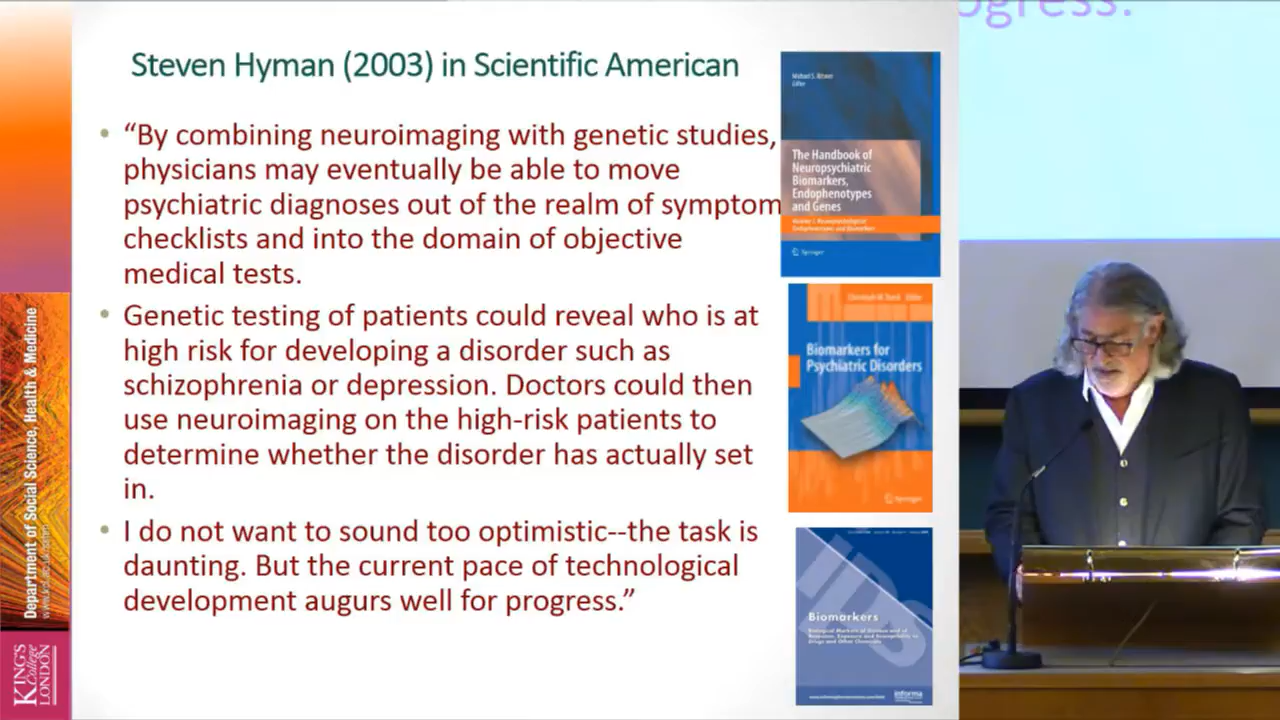 ogress.
Steven Hyman (2003) in Scientific American
• “By combining neuroimaging with genetic studies,
physicians may eventually be able to move
psychiatric diagnoses out of the realm of symptom
checklists and into the domain of objective
medical tests.
• Genetic testing of patients could reveal who is at
high risk for developing a disorder such as
schizophrenia or depression. Doctors could then
use neuroimaging on the high-risk patients to
determine whether the disorder has actually set
in.
• I do not want to sound too optimistic--the task is
daunting. But the current pace of technological
development augurs well for progress.”
Michael S. Ritsner
Editor
The Handbook of
Neuropsychiatric
Biomarkers,
Endophenotypes
and Genes
Springer
Biomarkers for
Psychiatric Disorders
Springer
Biomarkers
informa
Department of Social Science, Health & Medicine
KING'S
College
LONDON